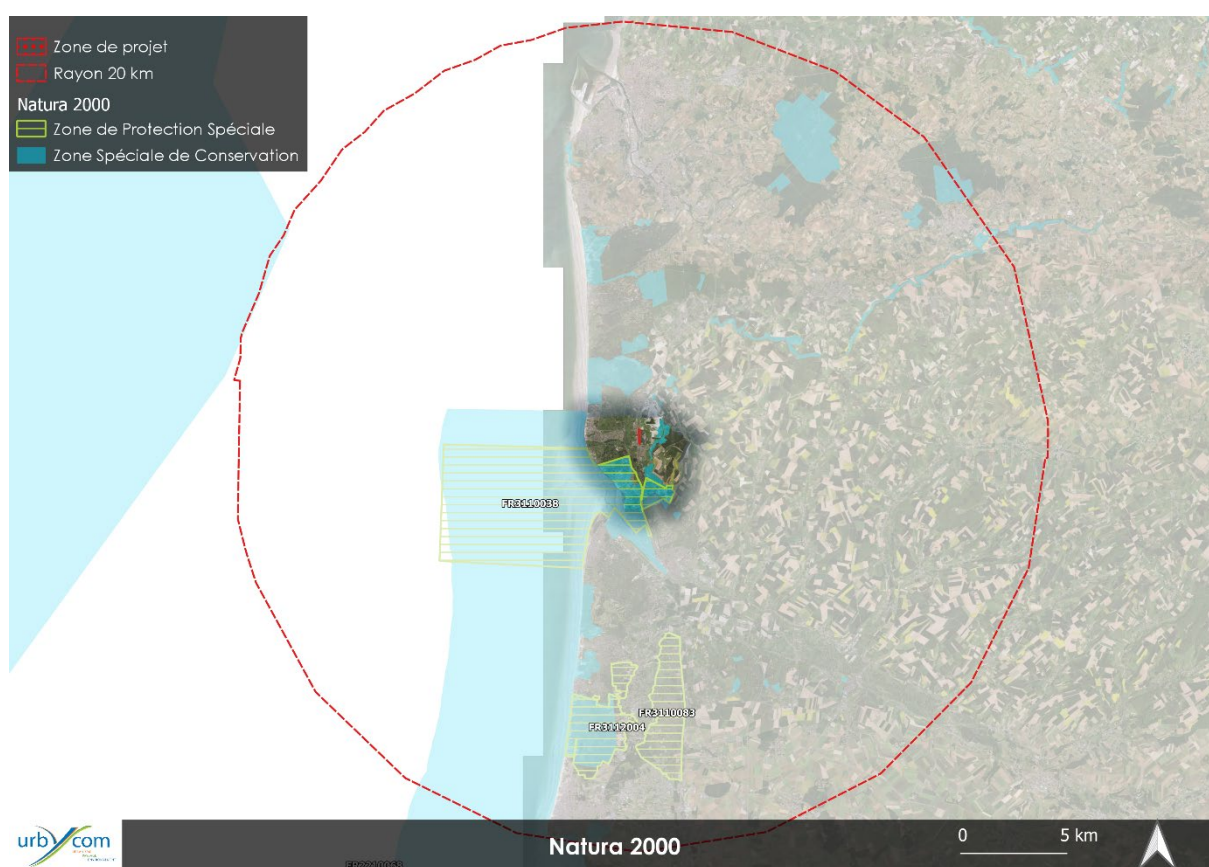 Zone de projet
Rayon 20 km
Natura 2000
Zone de Protection Spéciale
Zone Spéciale de Conservation
FR3110038
FR3110083
FR3112004
urbycom
Natura 2000
0 5 km